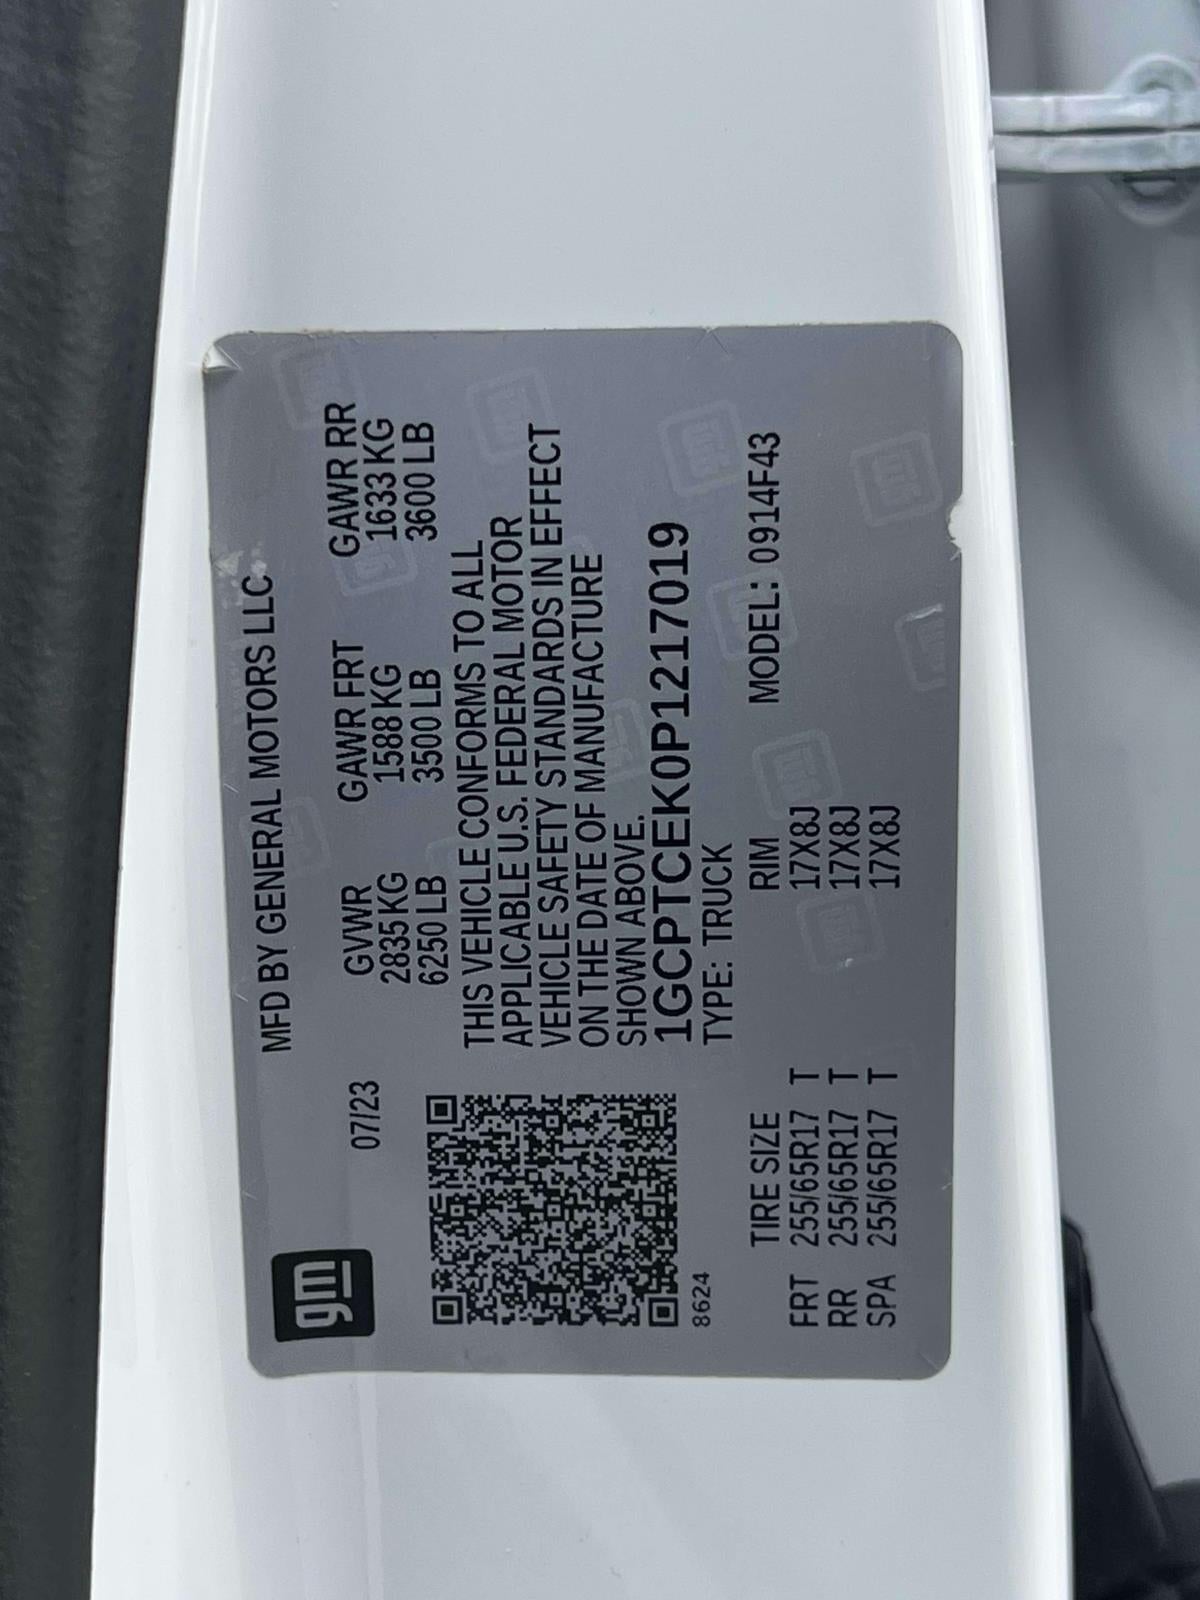 gm
MFD BY GENERAL MOTORS LLC
07/23
GVWR GAWR FRT GAWR RR
2835 KG 1588 KG 1633 KG
6250 LB 3500 LB 3600 LB
THIS VEHICLE CONFORMS TO ALL
APPLICABLE U.S. FEDERAL MOTOR
VEHICLE SAFETY STANDARDS IN EFFECT
ON THE DATE OF MANUFACTURE
SHOWN ABOVE.
1GCPTCEK0P1217019
8624 TYPE: TRUCK
TIRE SIZE RIM MODEL: 0914F43
FRT 255/65R17 T 17X8J
RR 255/65R17 T 17X8J
SPA 255/65R17 T 17X8J